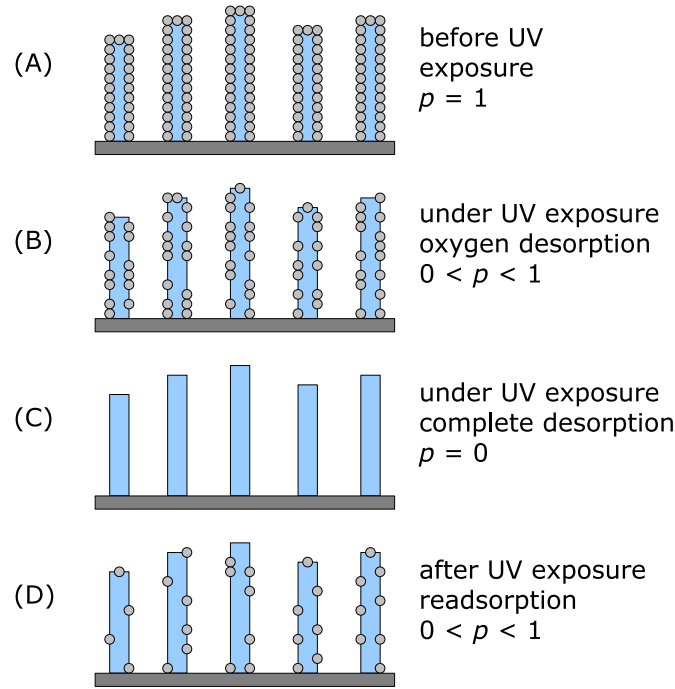 (A)
before UV
exposure
p = 1
(B)
under UV exposure
oxygen desorption
0 < p < 1
(C)
under UV exposure
complete desorption
p = 0
(D)
after UV exposure
readsorption
0 < p < 1